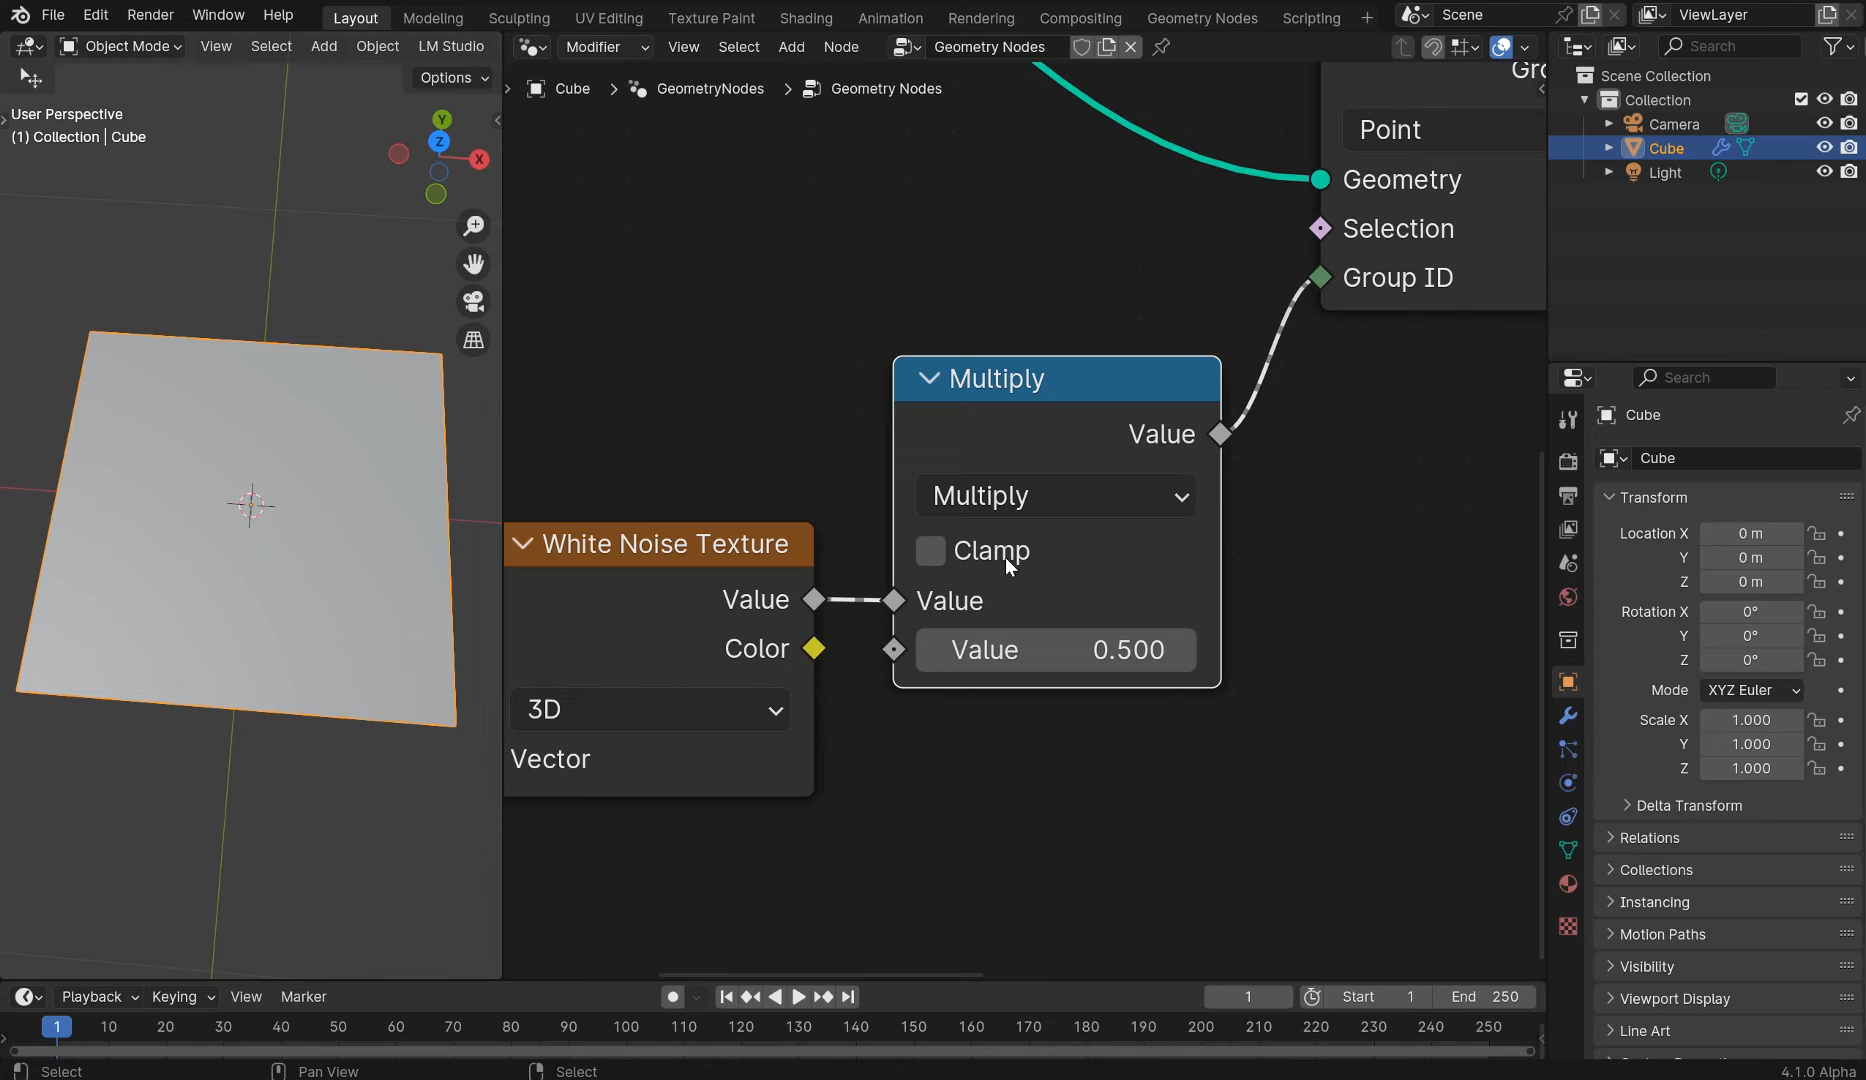 File Edit Render Window Help Layout Modeling Sculpting UV Editing Texture Paint Shading Animation Rendering Compositing Geometry Nodes Scripting + Scene ViewLayer
Object Mode View Select Add Object LM Studio Modifier View Select Add Node Geometry Nodes Search
Options
Cube > GeometryNodes > Geometry Nodes
Scene Collection
Collection
Camera
Cube
Light
User Perspective
(1) Collection | Cube
Y
Z
X
Point
Geometry
Selection
Group ID
Multiply
Value
Multiply
Clamp
Value
Value 0.500
White Noise Texture
Value
Color
3D
Vector
Search
Cube
Cube
Transform
Location X 0 m
Y 0 m
Z 0 m
Rotation X 0°
Y 0°
Z 0°
Mode XYZ Euler
Scale X 1.000
Y 1.000
Z 1.000
Delta Transform
Relations
Collections
Instancing
Motion Paths
Visibility
Viewport Display
Line Art
Playback Keying View Marker 1 Start 1 End 250
1 10 20 30 40 50 60 70 80 90 100 110 120 130 140 150 160 170 180 190 200 210 220 230 240 250
Select Pan View Select 4.1.0 Alpha